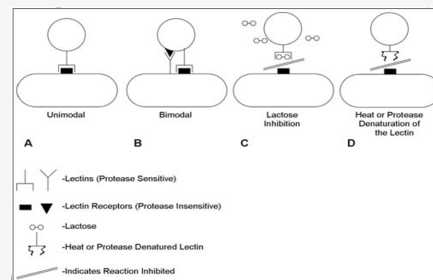 Unimodal
Bimodal
Lactose
Inhibition
Heat or Protease
Denaturation of
the Lectin
A
B
C
D
-Lectins (Protease Sensitive)
-Lectin Receptors (Protease Insensitive)
-Lactose
-Heat or Protease Denatured Lectin
-Indicates Reaction Inhibited